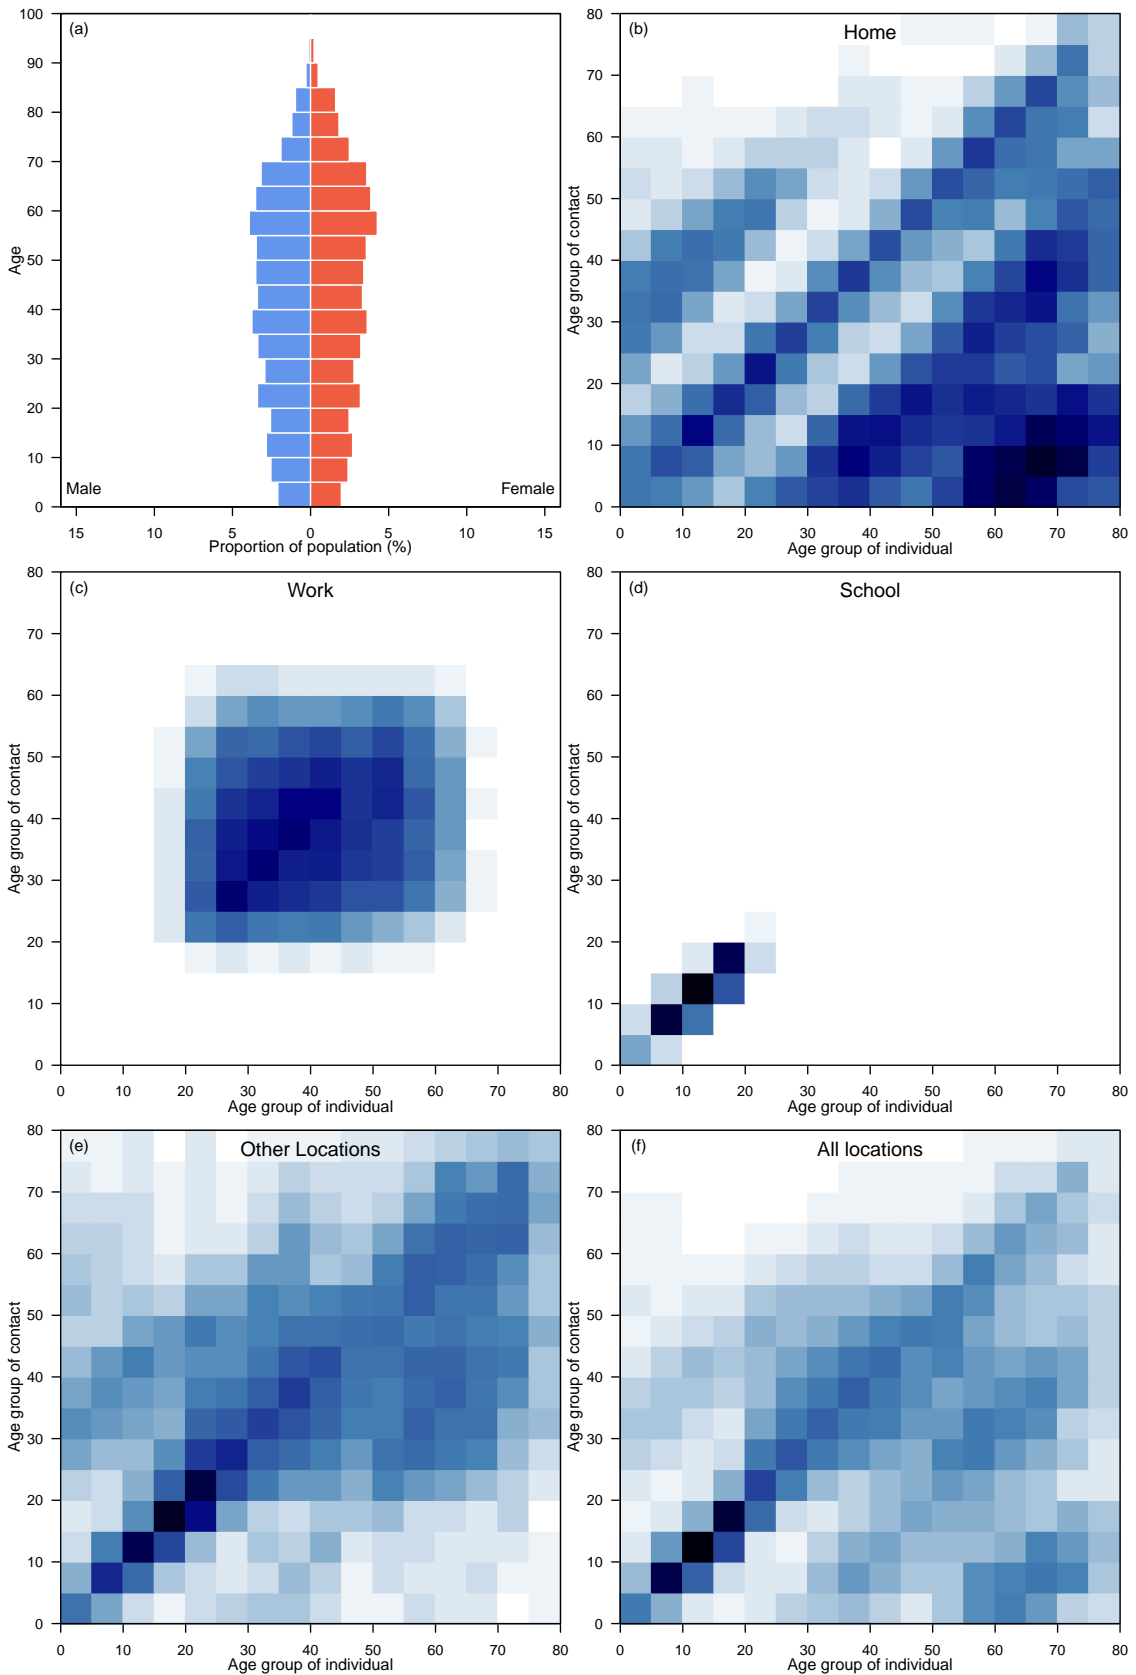 (a)
100
90
80
70
60
50
40
30
20
10
0
Age
Male
Female
15 10 5 0 5 10 15
Proportion of population (%)
(b)
Home
80
70
60
50
40
30
20
10
0
Age group of contact
0 10 20 30 40 50 60 70 80
Age group of individual
(c)
Work
80
70
60
50
40
30
20
10
0
Age group of contact
0 10 20 30 40 50 60 70 80
Age group of individual
(d)
School
80
70
60
50
40
30
20
10
0
Age group of contact
0 10 20 30 40 50 60 70 80
Age group of individual
(e)
Other Locations
80
70
60
50
40
30
20
10
0
Age group of contact
0 10 20 30 40 50 60 70 80
Age group of individual
(f)
All locations
80
70
60
50
40
30
20
10
0
Age group of contact
0 10 20 30 40 50 60 70 80
Age group of individual